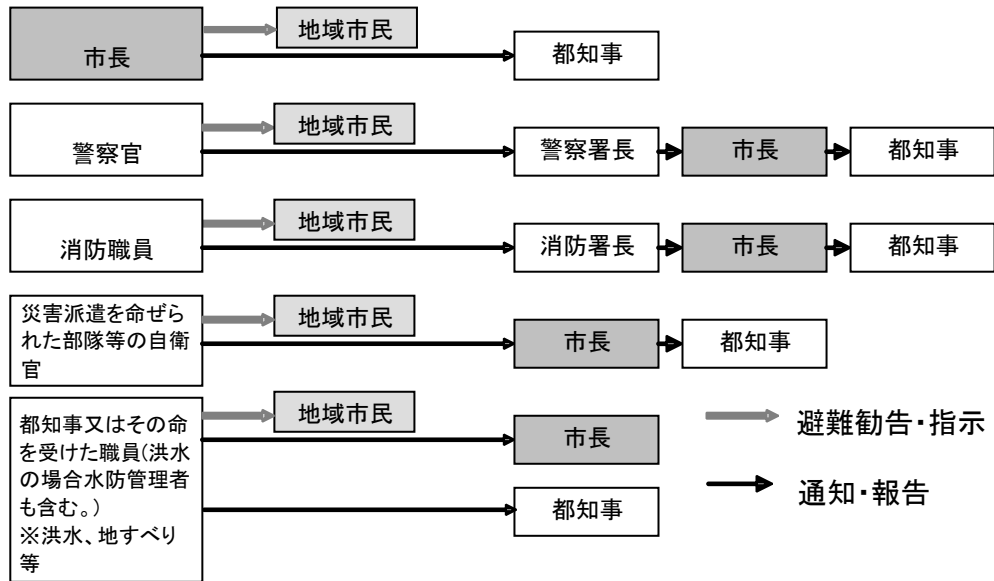 地域市民
市長
都知事
地域市民
警察官
警察署長
市長
都知事
地域市民
消防職員
消防署長
市長
都知事
災害派遣を命ぜら
れた部隊等の自衛
官
地域市民
市長
都知事
都知事又はその命
を受けた職員(洪水
の場合水防管理者
も含む。)
※洪水、地すべり
等
地域市民
市長
都知事
避難勧告・指示
通知・報告